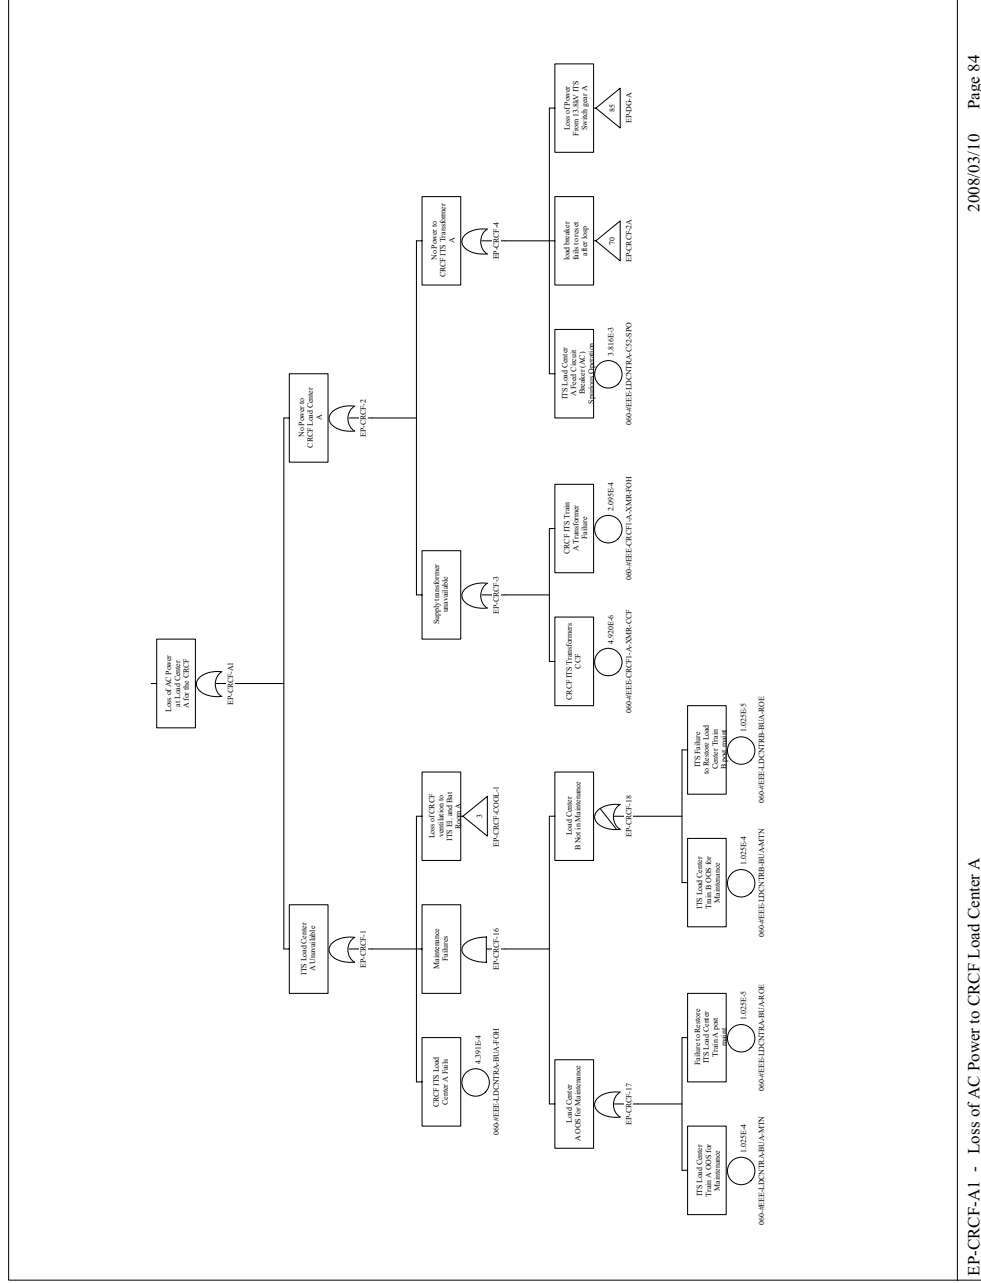 Loss of AC Power
at Load Center
A for the CRCF
EP-CRCF-A1
ITS Load Center
A Unavailable
EP-CRCF-1
No Power to
CRCF Load Center
A
EP-CRCF-2
CRCF ITS Load
Center A Fails
4.391E-4
060-#EEE-LDCNTRA-BUA-FOH
Maintenance
Failures
EP-CRCF-16
Loss of CRCF
ventilation to
ITS El. and Bat
Room A
3
EP-CRCF-COOL-1
Supply transformer
unavailable
EP-CRCF-3
No Power to
CRCF ITS Transformer
A
EP-CRCF-4
Load Center
A OOS for Maintenance
EP-CRCF-17
Load Center
B Not in Maintenance
EP-CRCF-18
CRCF ITS Transformers
CCF
4.920E-6
060-#EEE-CRCF1-A-XMR-CCF
CRCF ITS Train
A Transformer
Failure
2.095E-4
060-#EEE-CRCF1-A-XMR-FOH
ITS Load Center
A Feed Circuit
Breaker (AC)
Spurious Operation
3.816E-3
060-#EEE-LDCNTRA-C52-SPO
load breaker
fails to reset
after loop
70
EP-CRCF-2A
Loss of Power
From 13.8kV ITS
Switch gear A
85
EP-DG-A
ITS Load Center
Train A OOS for
Maintenance
1.025E-4
060-#EEE-LDCNTRA-BUA-MTN
Failure to Restore
ITS Load Center
Train A post
maint
1.025E-5
060-#EEE-LDCNTRA-BUA-ROE
ITS Load Center
Train B OOS for
Maintenance
1.025E-4
060-#EEE-LDCNTRB-BUA-MTN
ITS Failure
to Restore Load
Center Train
B post maint
1.025E-5
060-#EEE-LDCNTRB-BUA-ROE
EP-CRCF-A1 - Loss of AC Power to CRCF Load Center A
2008/03/10 Page 84